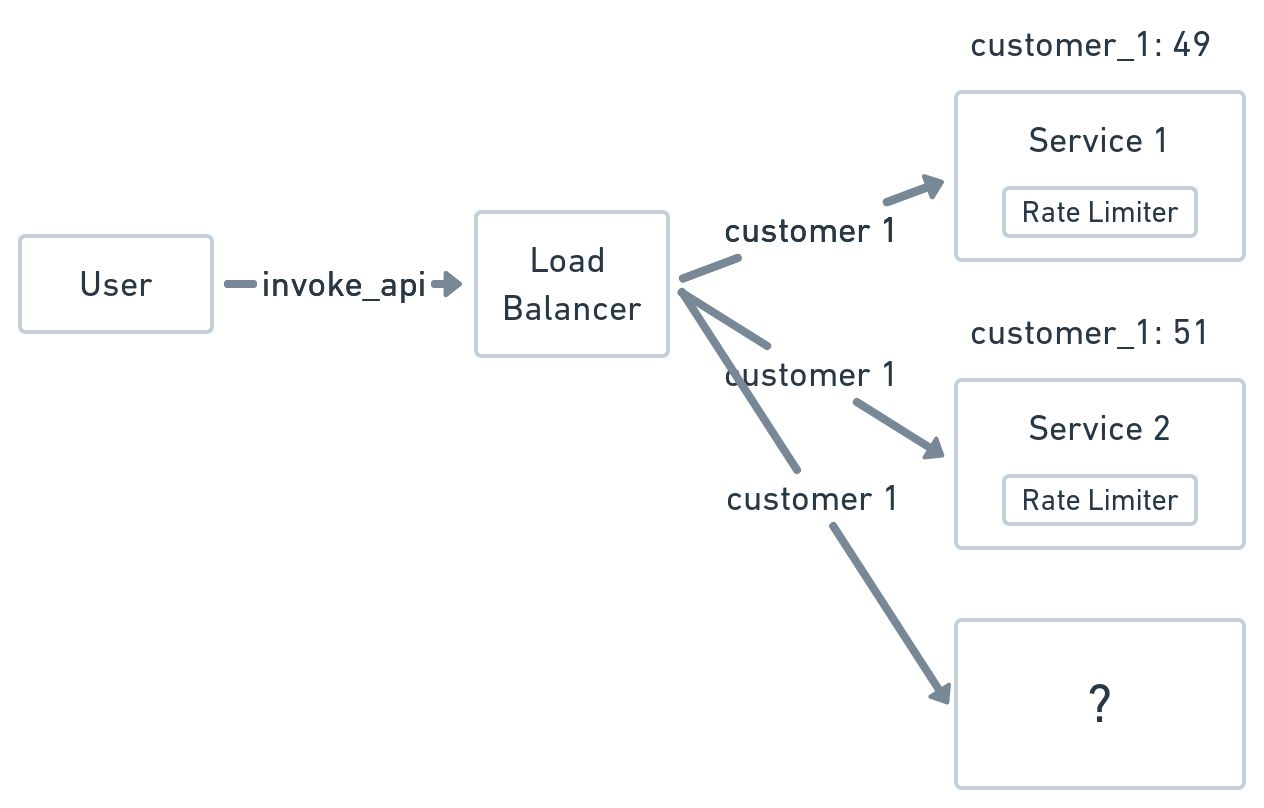 customer_1: 49
Service 1
Rate Limiter
customer 1
User
invoke_api
Load
Balancer
customer_1: 51
customer 1
Service 2
Rate Limiter
customer 1
?